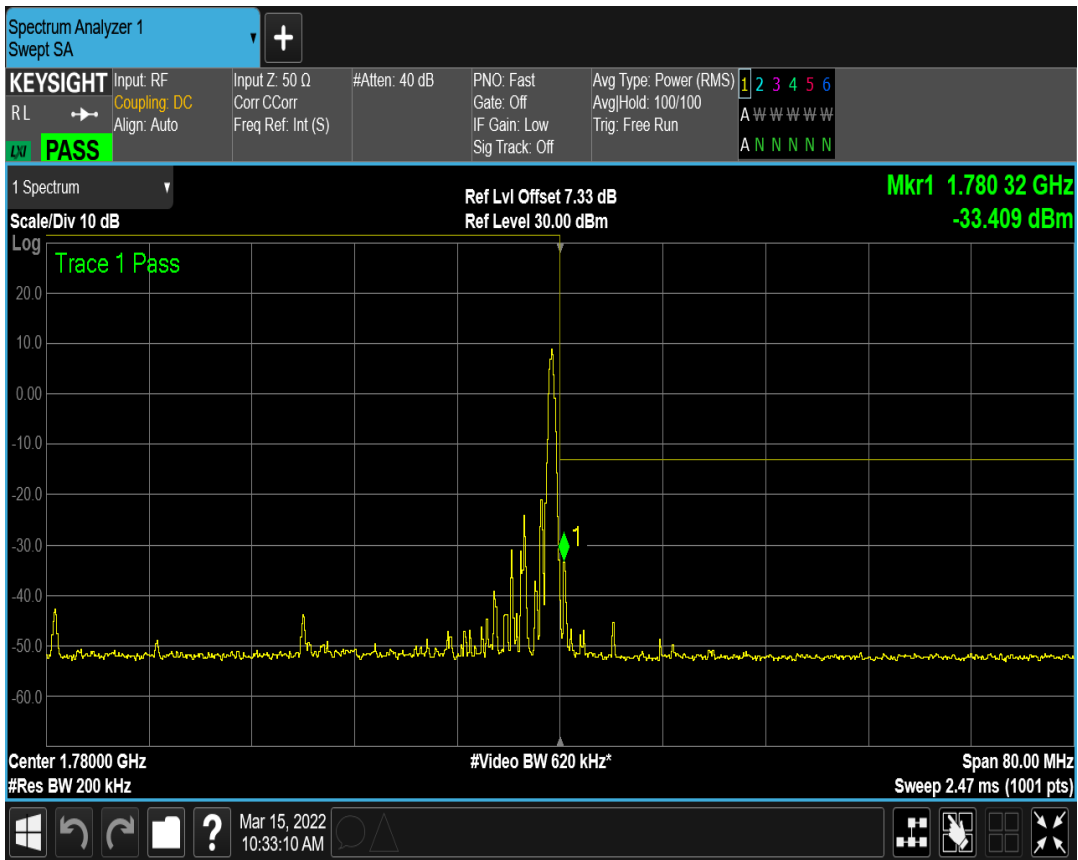 Spectrum Analyzer 1
Swept SA
+
KEYSIGHT
RL
LXI PASS
Input: RF
Coupling: DC
Align: Auto
Input Z: 50 Ω
Corr CCorr
Freq Ref: Int (S)
#Atten: 40 dB
PNO: Fast
Gate: Off
IF Gain: Low
Sig Track: Off
Avg Type: Power (RMS)
Avg|Hold: 100/100
Trig: Free Run
1 2 3 4 5 6
A W W W W W
A N N N N N
1 Spectrum
Scale/Div 10 dB
Ref Lvl Offset 7.33 dB
Ref Level 30.00 dBm
Mkr1 1.780 32 GHz
-33.409 dBm
Log
Trace 1 Pass
20.0
10.0
0.00
-10.0
-20.0
-30.0
1
-40.0
-50.0
-60.0
Center 1.78000 GHz
#Video BW 620 kHz*
Span 80.00 MHz
#Res BW 200 kHz
Sweep 2.47 ms (1001 pts)
?
Mar 15, 2022
10:33:10 AM